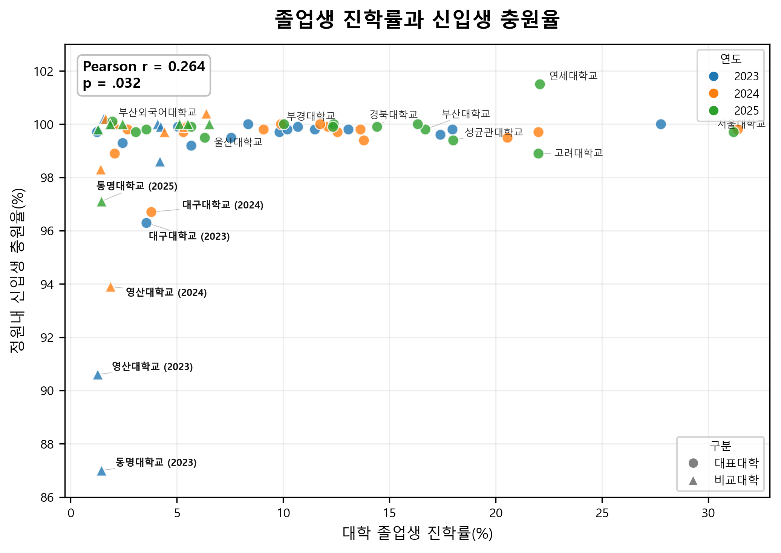 졸업생 진학률과 신입생 충원율
Pearson r = 0.264
p = .032
연도
2023
2024
2025
연세대학교
부산외국어대학교
부경대학교
경북대학교
부산대학교
서울대학교
울산대학교
성균관대학교
고려대학교
동명대학교 (2025)
대구대학교 (2024)
대구대학교 (2023)
영산대학교 (2024)
영산대학교 (2023)
동명대학교 (2023)
구분
대표대학
비교대학
정원내 신입생 충원율(%)
102
100
98
96
94
92
90
88
86
0 5 10 15 20 25 30
대학 졸업생 진학률(%)